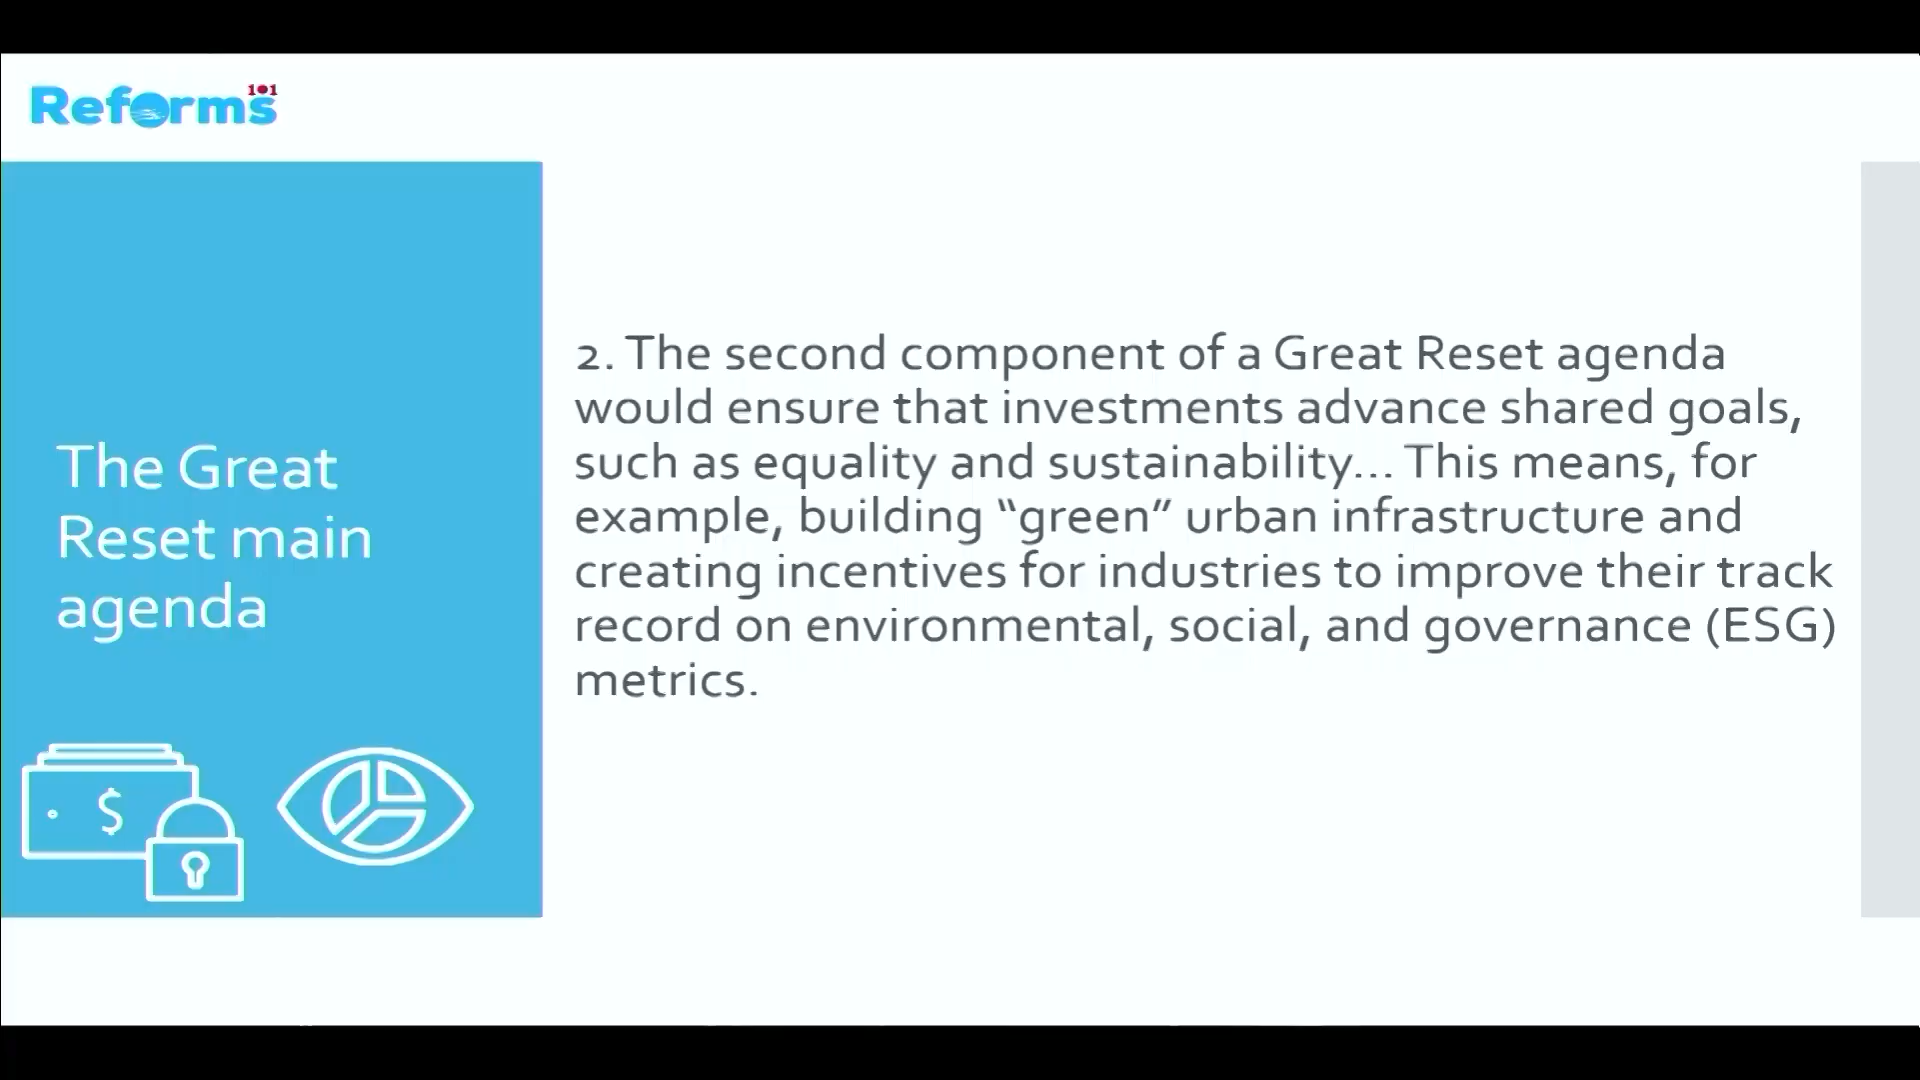 Reforms 101
The Great
Reset main
agenda
$
2. The second component of a Great Reset agenda
would ensure that investments advance shared goals,
such as equality and sustainability... This means, for
example, building “green” urban infrastructure and
creating incentives for industries to improve their track
record on environmental, social, and governance (ESG)
metrics.